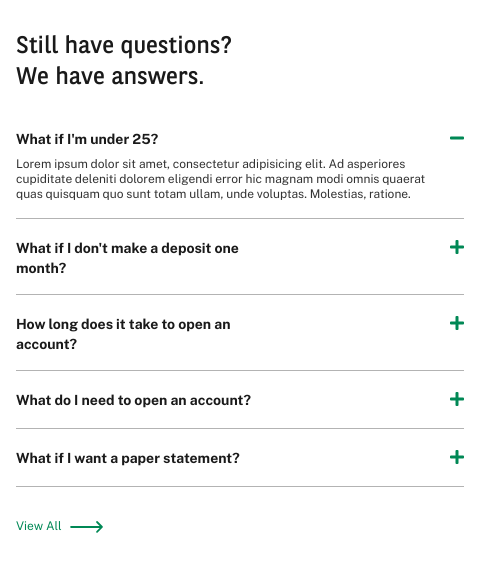 Still have questions?
We have answers.
What if I'm under 25?
Lorem ipsum dolor sit amet, consectetur adipisicing elit. Ad asperiores
cupiditate deleniti dolorem eligendi error hic magnam modi omnis quaerat
quas quisquam quo sunt totam ullam, unde voluptas. Molestias, ratione.
What if I don't make a deposit one
month?
How long does it take to open an
account?
What do I need to open an account?
What if I want a paper statement?
View All